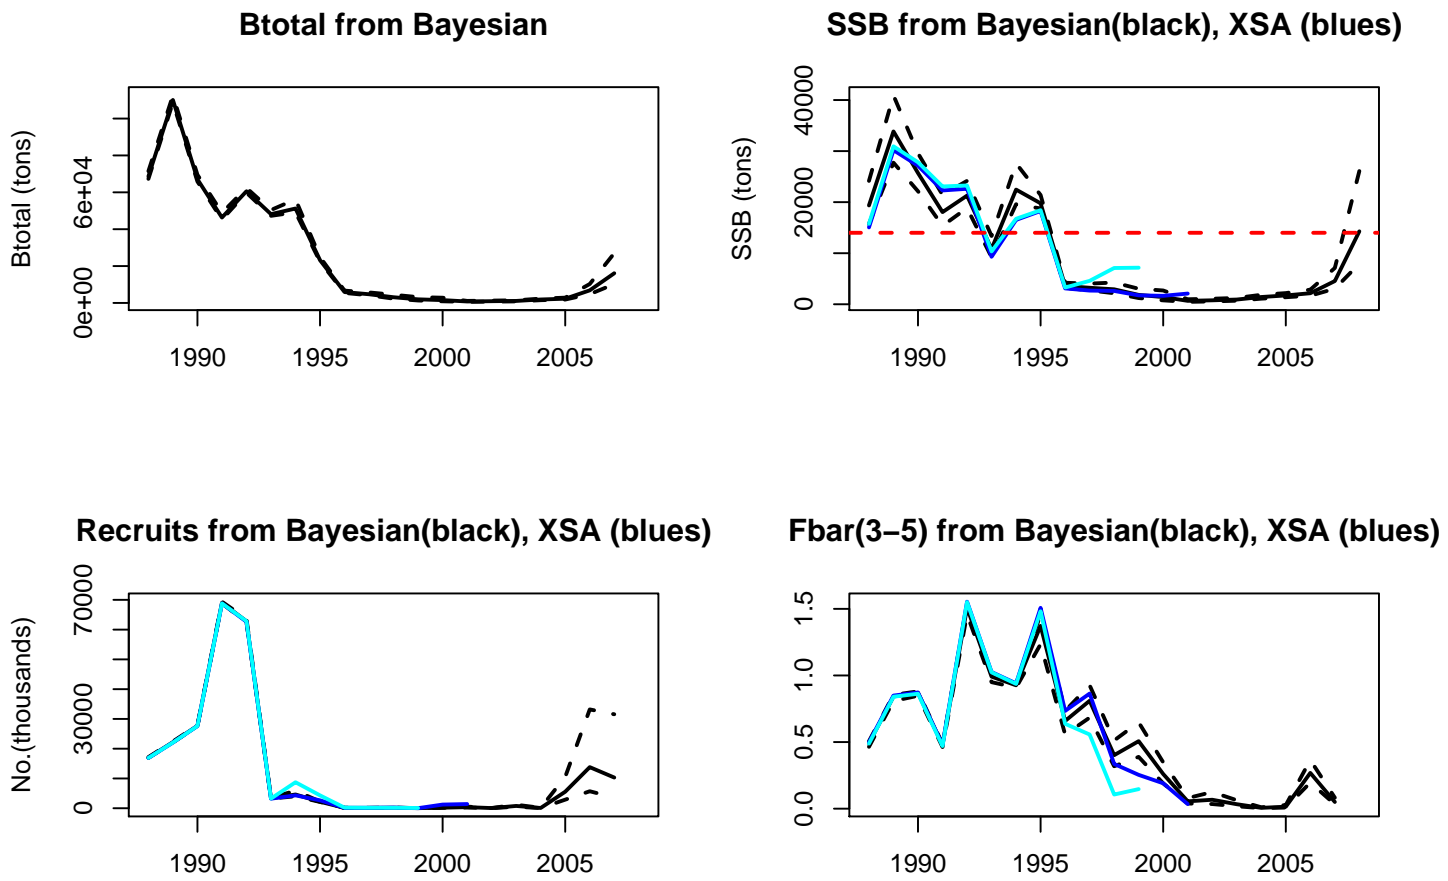 Btotal from Bayesian
Btotal (tons)
0e+00 6e+04
1990 1995 2000 2005
SSB from Bayesian(black), XSA (blues)
SSB (tons)
0 20000 40000
1990 1995 2000 2005
Recruits from Bayesian(black), XSA (blues)
No.(thousands)
0 30000 70000
1990 1995 2000 2005
Fbar(3−5) from Bayesian(black), XSA (blues)
0.0 0.5 1.0 1.5
1990 1995 2000 2005